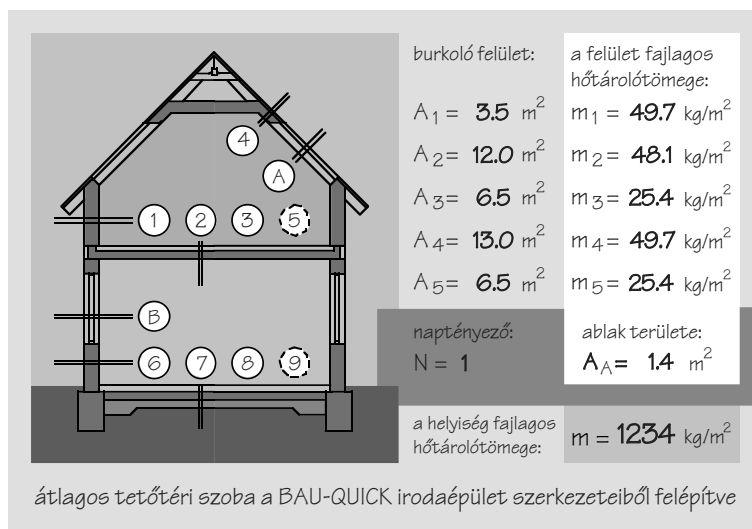 burkoló felület:
a felület fajlagos
hőtárolótömege:
A1 = 3.5 m²
m1 = 49.7 kg/m²
A2 = 12.0 m²
m2 = 48.1 kg/m²
A3 = 6.5 m²
m3 = 25.4 kg/m²
A4 = 13.0 m²
m4 = 49.7 kg/m²
A5 = 6.5 m²
m5 = 25.4 kg/m²
4
A
1 2 3 5
B
6 7 8 9
naptényező:
N = 1
ablak területe:
AA = 1.4 m²
a helyiség fajlagos
hőtárolótömege:
m = 1234 kg/m²
átlagos tetőtéri szoba a BAU-QUICK irodaépület szerkezeteiből felépítve